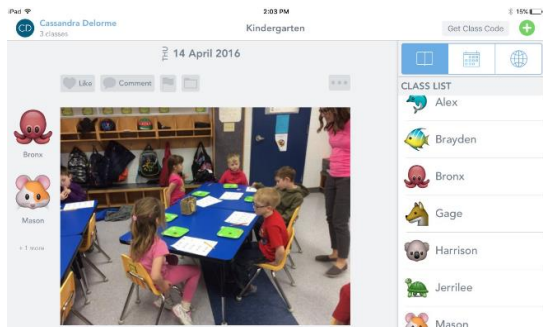 iPad
2:03 PM
15%
CD
Cassandra Delorme
3 classes
Kindergarten
Get Class Code
THU 14 April 2016
Like
Comment
CLASS LIST
Alex
Brayden
Bronx
Gage
Harrison
Jerrilee
Mason
Bronx
Mason
+ 1 more